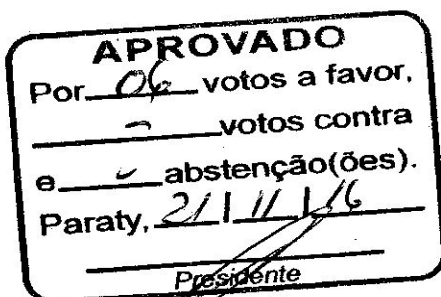 APROVADO
Por 06 votos a favor,
- votos contra
e - abstenção(ões).
Paraty, 21/11/16
Presidente